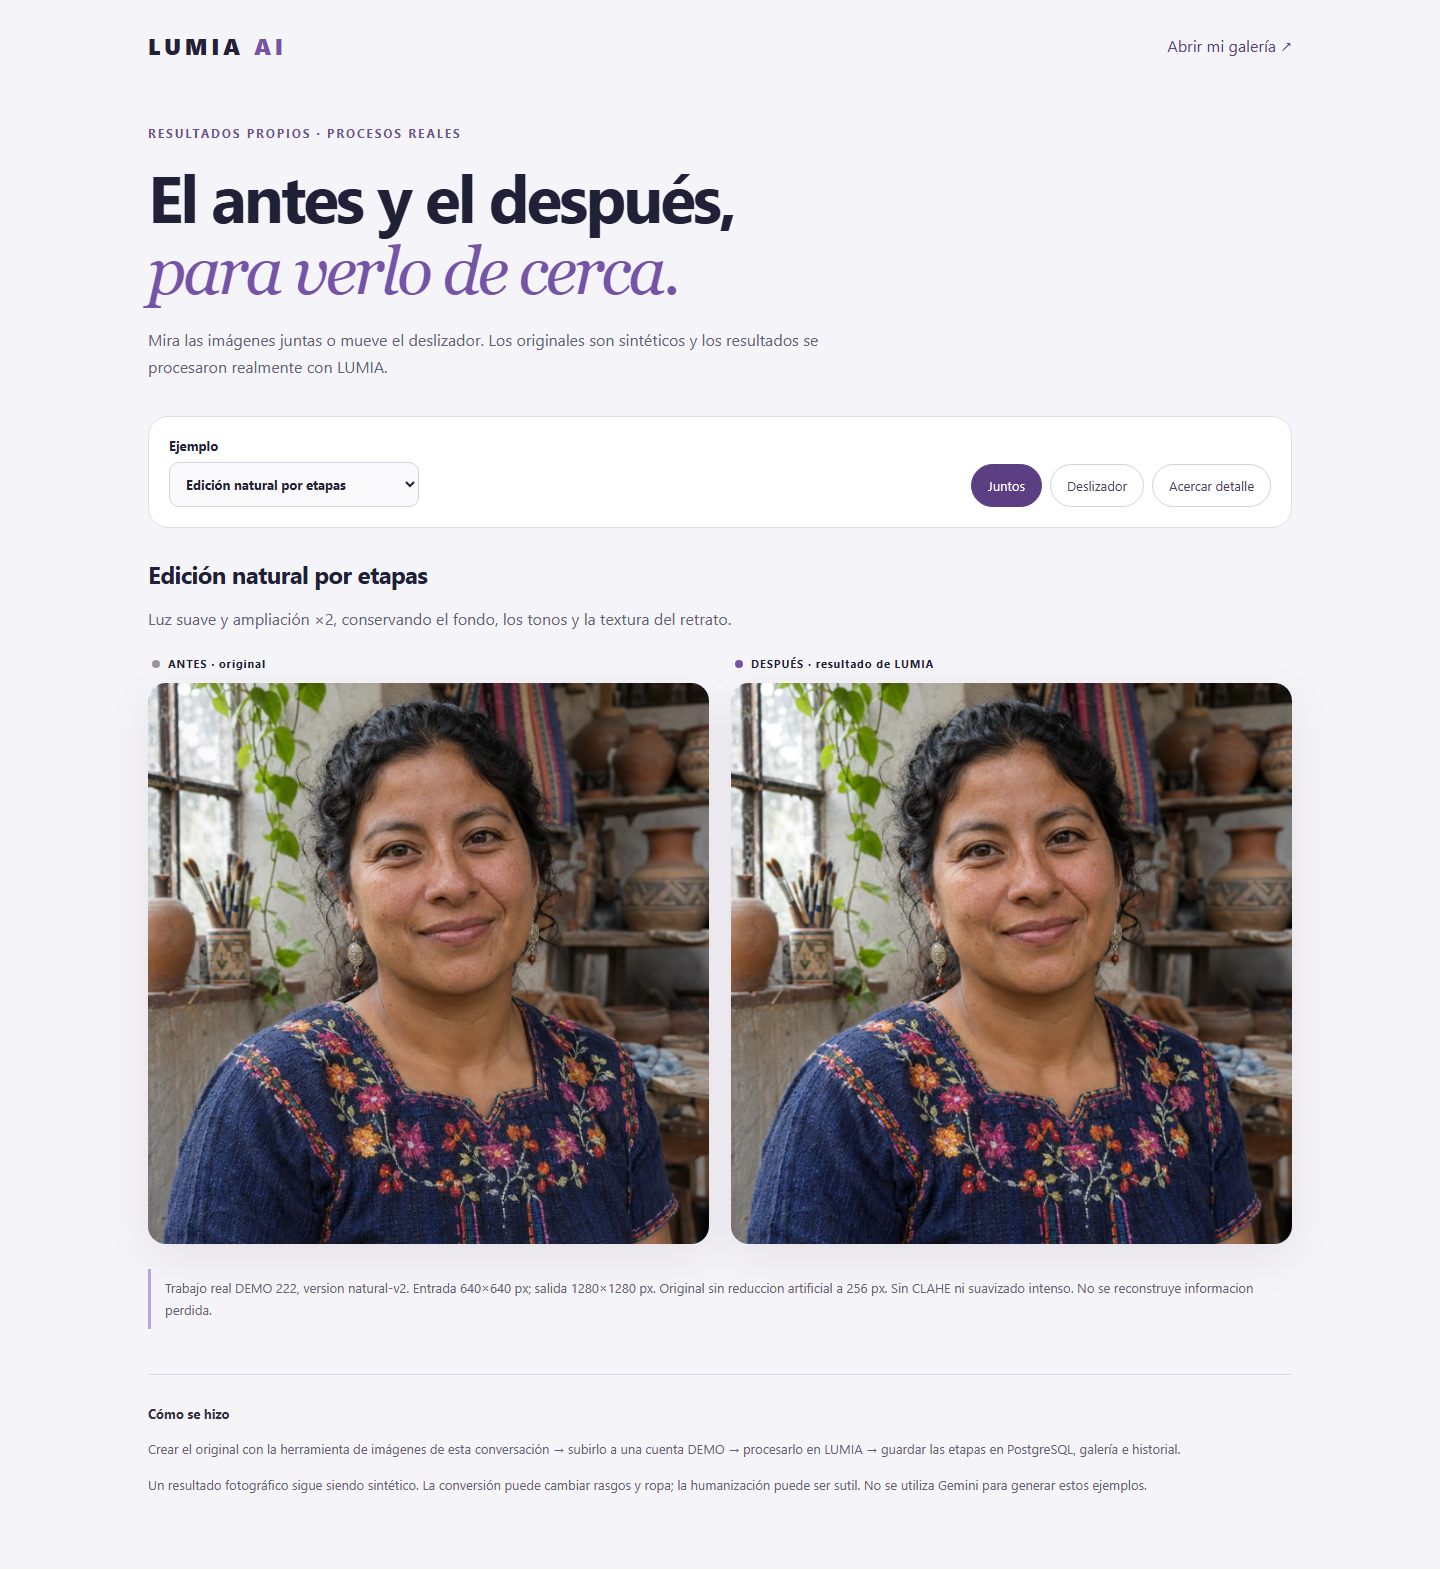 LUMIA AI
Abrir mi galería ↗
RESULTADOS PROPIOS · PROCESOS REALES
El antes y el después,
para verlo de cerca.
Mira las imágenes juntas o mueve el deslizador. Los originales son sintéticos y los resultados se
procesaron realmente con LUMIA.
Ejemplo
Edición natural por etapas
Juntos
Deslizador
Acercar detalle
Edición natural por etapas
Luz suave y ampliación ×2, conservando el fondo, los tonos y la textura del retrato.
ANTES · original
DESPUÉS · resultado de LUMIA
Trabajo real DEMO 222, version natural-v2. Entrada 640×640 px; salida 1280×1280 px. Original sin reduccion artificial a 256 px. Sin CLAHE ni suavizado intenso. No se reconstruye informacion
perdida.
Cómo se hizo
Crear el original con la herramienta de imágenes de esta conversación → subirlo a una cuenta DEMO → procesarlo en LUMIA → guardar las etapas en PostgreSQL, galería e historial.
Un resultado fotográfico sigue siendo sintético. La conversión puede cambiar rasgos y ropa; la humanización puede ser sutil. No se utiliza Gemini para generar estos ejemplos.